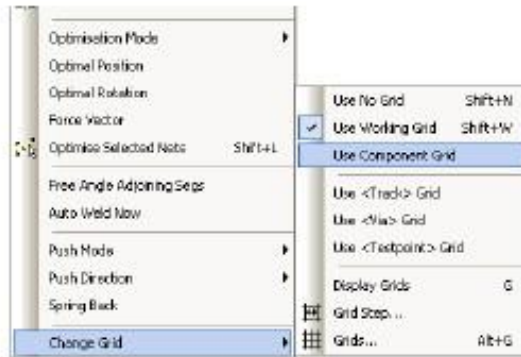 Optimisation Mode
Optimal Position
Optimal Rotation
Force Vector
Optimise Selected Nets Shift+L
Free Angle Adjoining Segs
Auto Weld Now
Push Mode
Push Direction
Spring Back
Change Grid
Use No Grid Shift+N
Use Working Grid Shift+W
Use Component Grid
Use <Track> Grid
Use <Via> Grid
Use <Testpoint> Grid
Display Grids G
Grid Step...
Grids... Alt+G